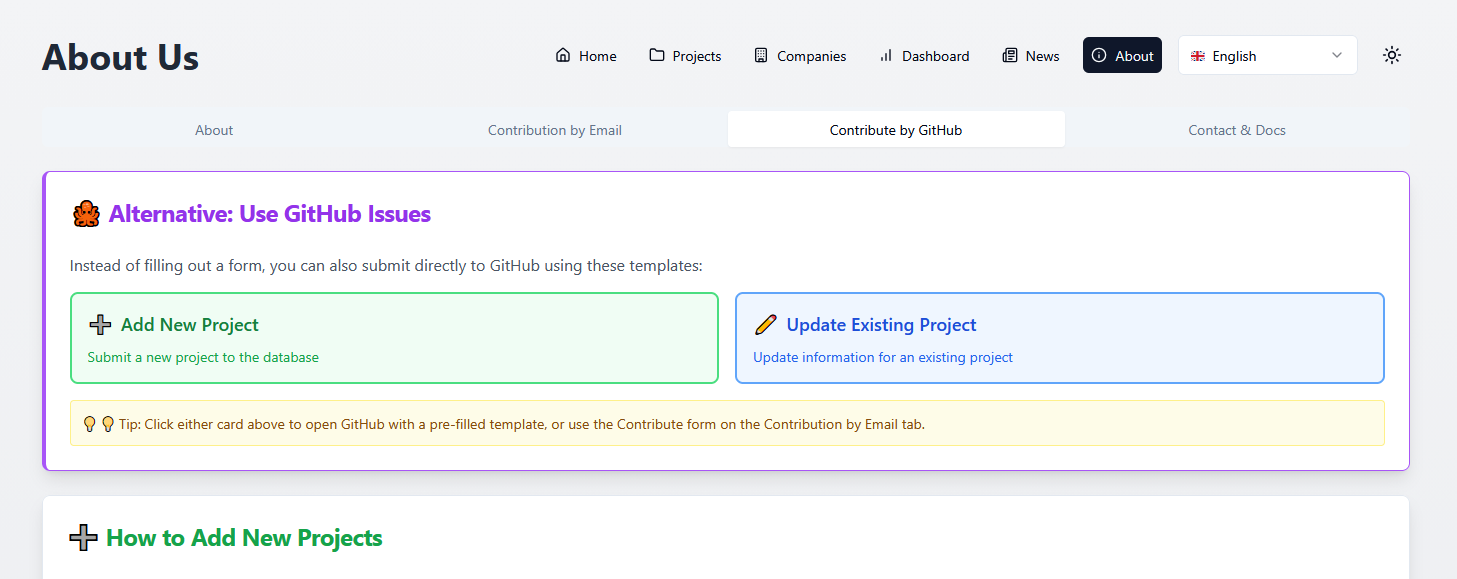 About Us
Home
Projects
Companies
Dashboard
News
About
English
About
Contribution by Email
Contribute by GitHub
Contact & Docs
Alternative: Use GitHub Issues
Instead of filling out a form, you can also submit directly to GitHub using these templates:
Add New Project
Submit a new project to the database
Update Existing Project
Update information for an existing project
Tip: Click either card above to open GitHub with a pre-filled template, or use the Contribute form on the Contribution by Email tab.
How to Add New Projects